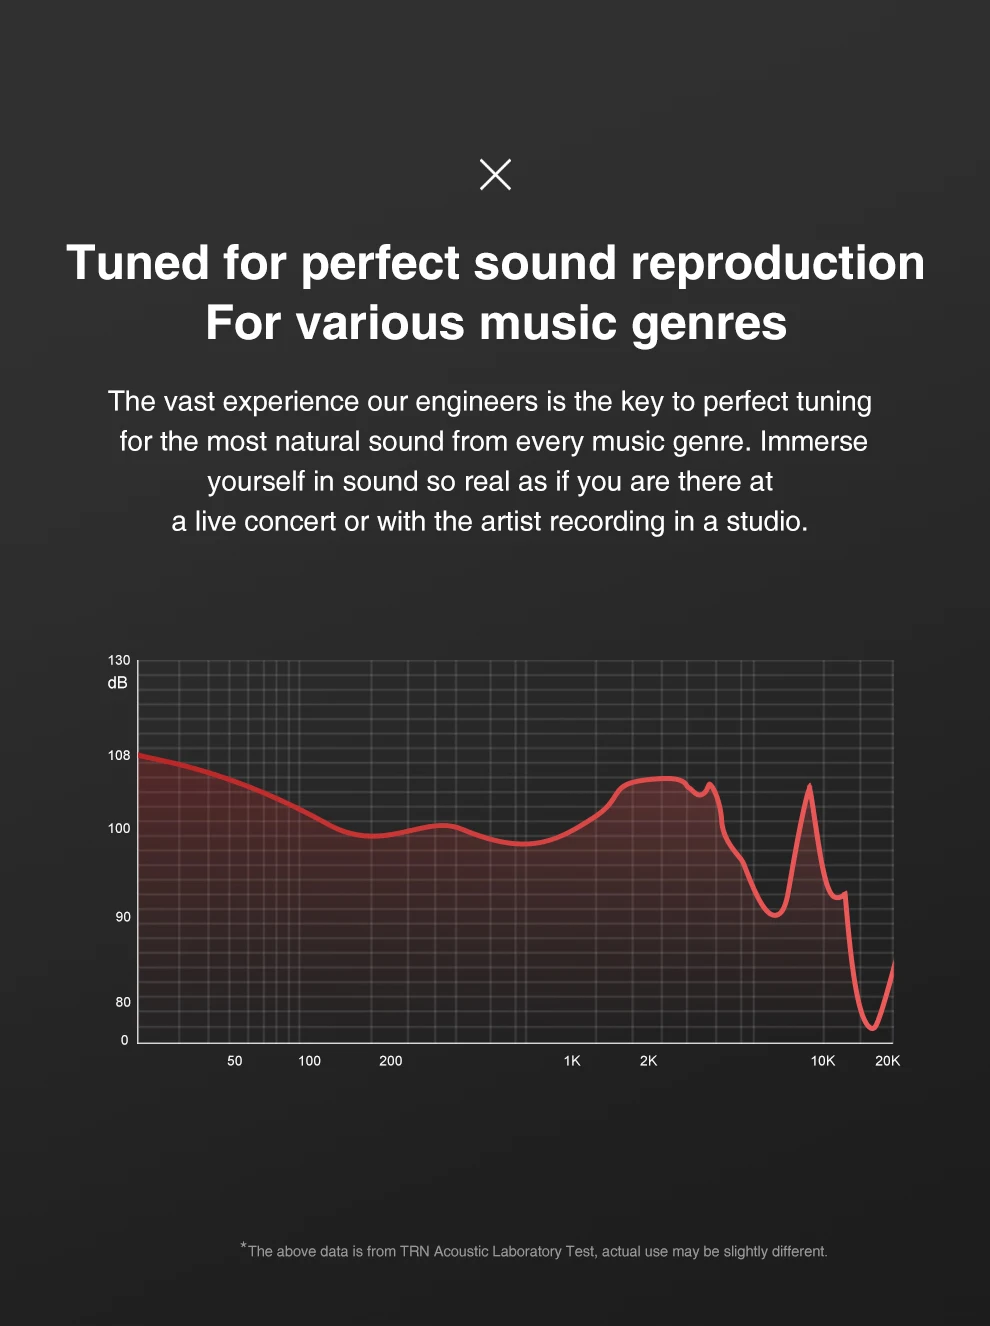 Tuned for perfect sound reproduction
For various music genres
The vast experience our engineers is the key to perfect tuning
for the most natural sound from every music genre. Immerse
yourself in sound so real as if you are there at
a live concert or with the artist recording in a studio.
130
dB
108
100
90
80
0
50 100 200 1K 2K 10K 20K
*The above data is from TRN Acoustic Laboratory Test, actual use may be slightly different.